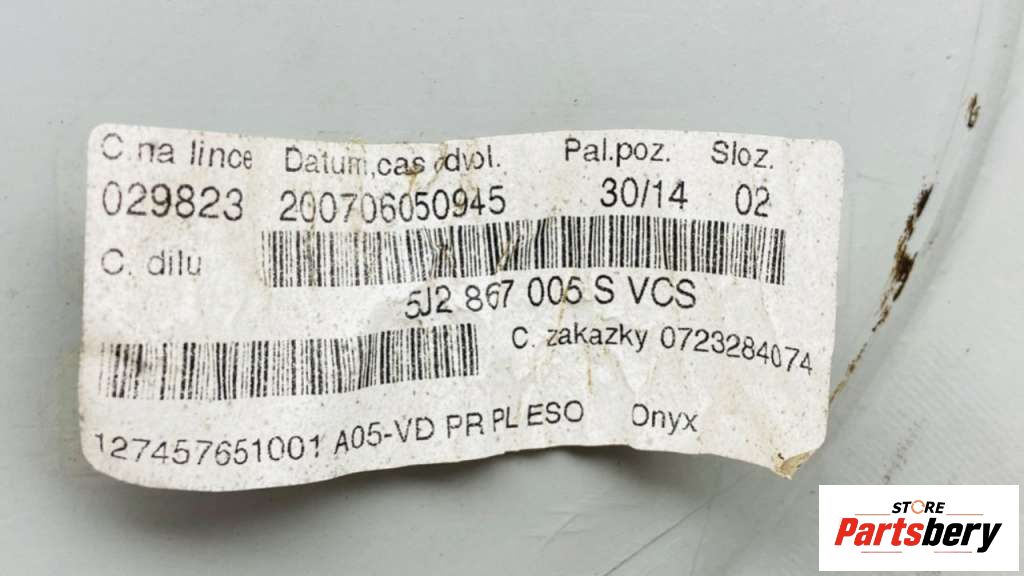 C.na lince Datum,cas odvol. Pal.poz. Sloz.
029823 200706050945 30/14 02
C. dilu
5J2 867 005 S VCS
C. zakazky 0723284074
127457651001 A05-VD PR PL ESO Onyx
STORE
Partsbery